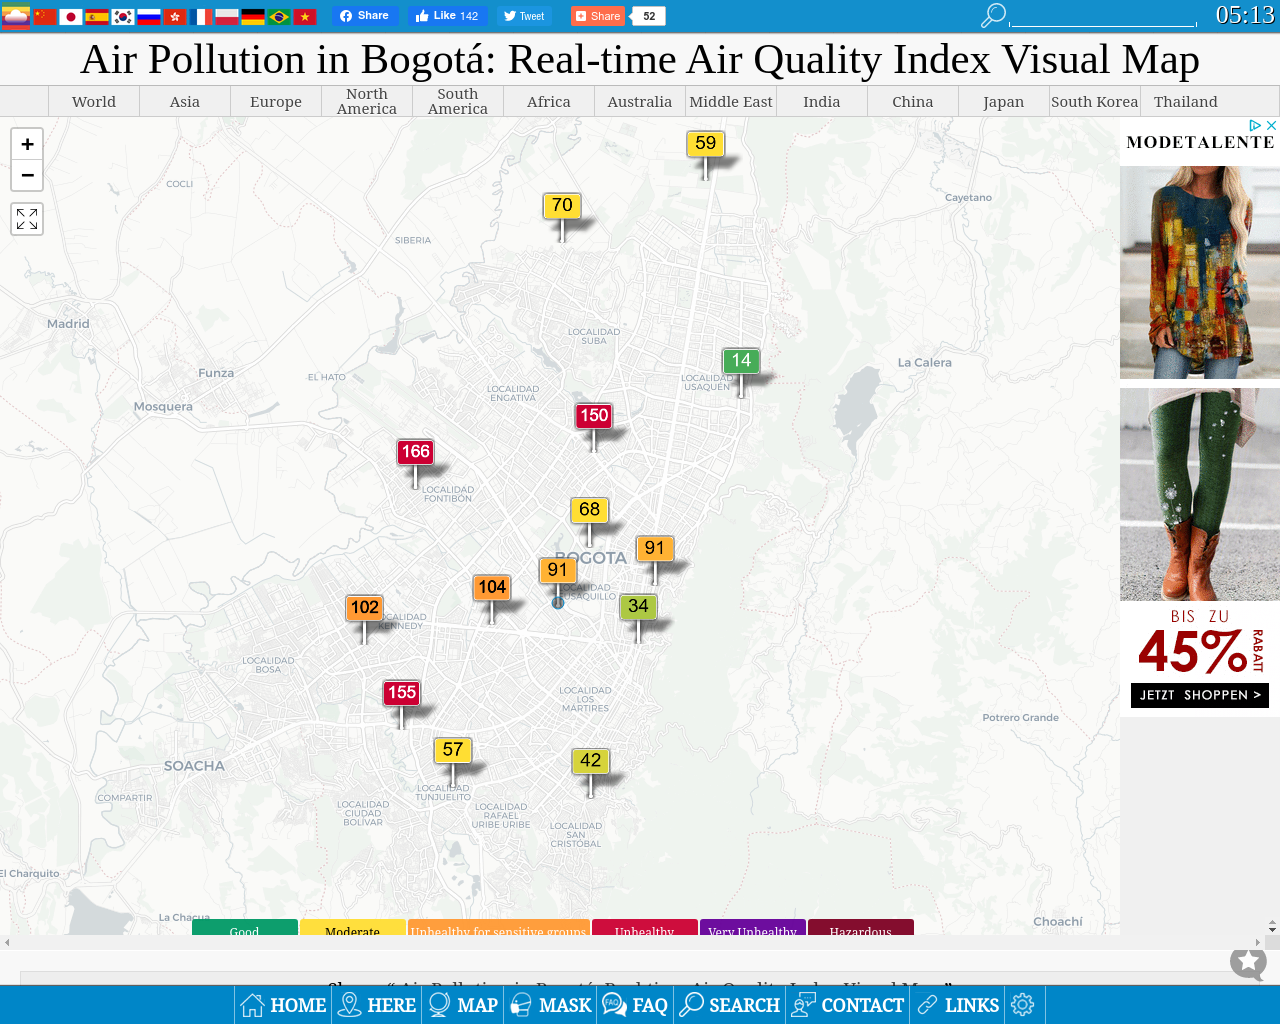 Share
Like 142
Tweet
Share
52
05:13
Air Pollution in Bogotá: Real-time Air Quality Index Visual Map
World
Asia
Europe
North America
South America
Africa
Australia
Middle East
India
China
Japan
South Korea
Thailand
+
−
59
70
14
150
166
68
91
91
104
102
34
155
57
42
COCLI
SIBERIA
Cayetano
Madrid
LOCALIDAD
SUBA
La Calera
Funza
EL HATO
LOCALIDAD
USAQUÉN
LOCALIDAD
ENGATIVÁ
Mosquera
LOCALIDAD
FONTIBÓN
BOGOTA
LOCALIDAD
BOSA
LOCALIDAD
LOS
MÁRTIRES
Potrero Grande
SOACHA
COMPARTIR
LOCALIDAD
TUNJUELITO
LOCALIDAD
CIUDAD
BOLÍVAR
LOCALIDAD
RAFAEL
URIBE URIBE
LOCALIDAD
SAN
CRISTÓBAL
El Charquito
La Chacua
Choachí
MODETALENTE
BIS ZU
45%
RABATT
JETZT SHOPPEN >
Good
Moderate
Unhealthy for sensitive groups
Unhealthy
Very Unhealthy
Hazardous
HOME
HERE
MAP
MASK
FAQ
FAQ
SEARCH
CONTACT
LINKS